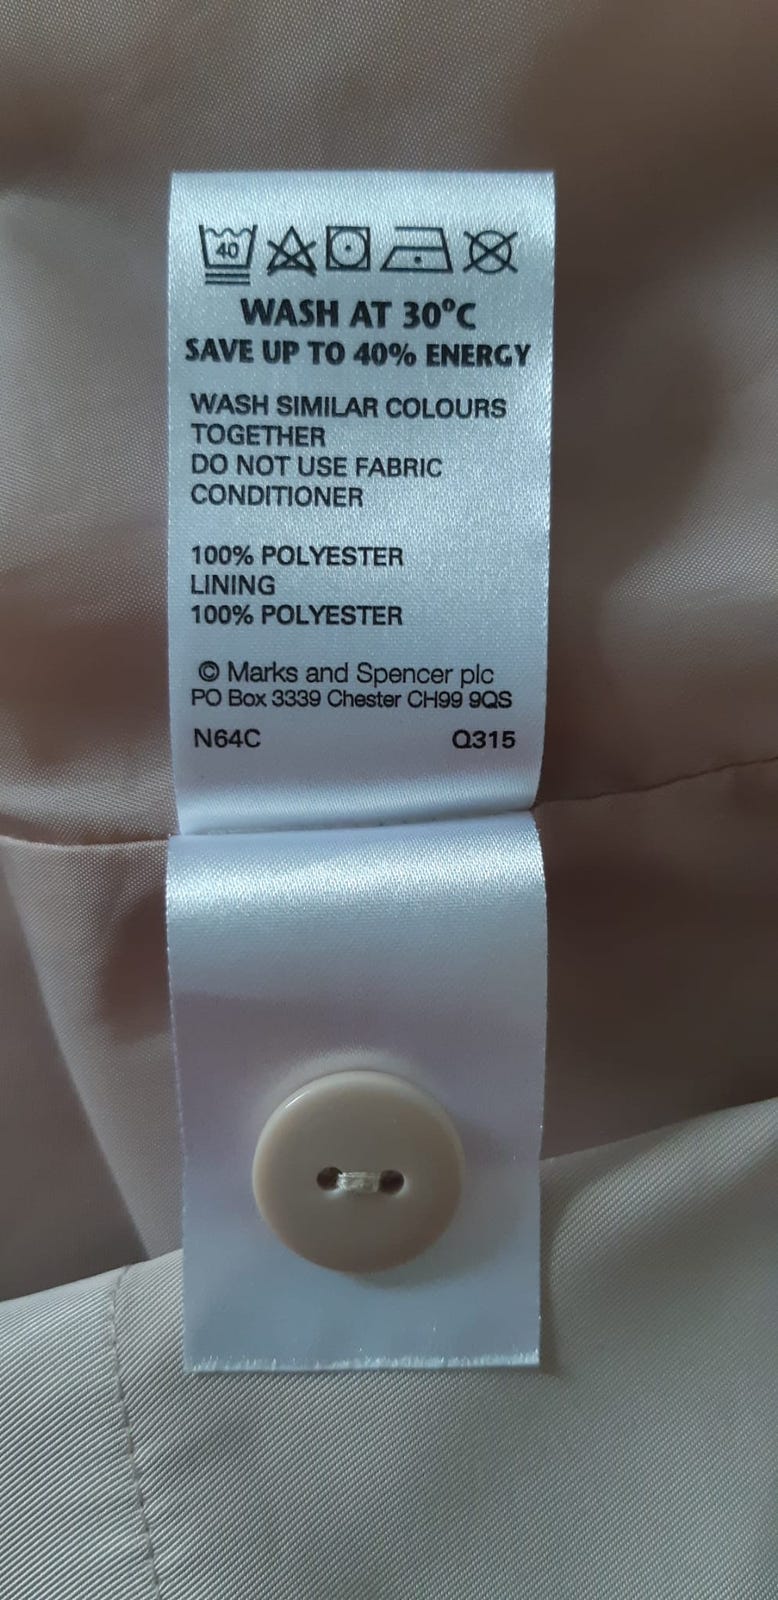 40
WASH AT 30°C
SAVE UP TO 40% ENERGY
WASH SIMILAR COLOURS
TOGETHER
DO NOT USE FABRIC
CONDITIONER
100% POLYESTER
LINING
100% POLYESTER
© Marks and Spencer plc
PO Box 3339 Chester CH99 9QS
N64C Q315